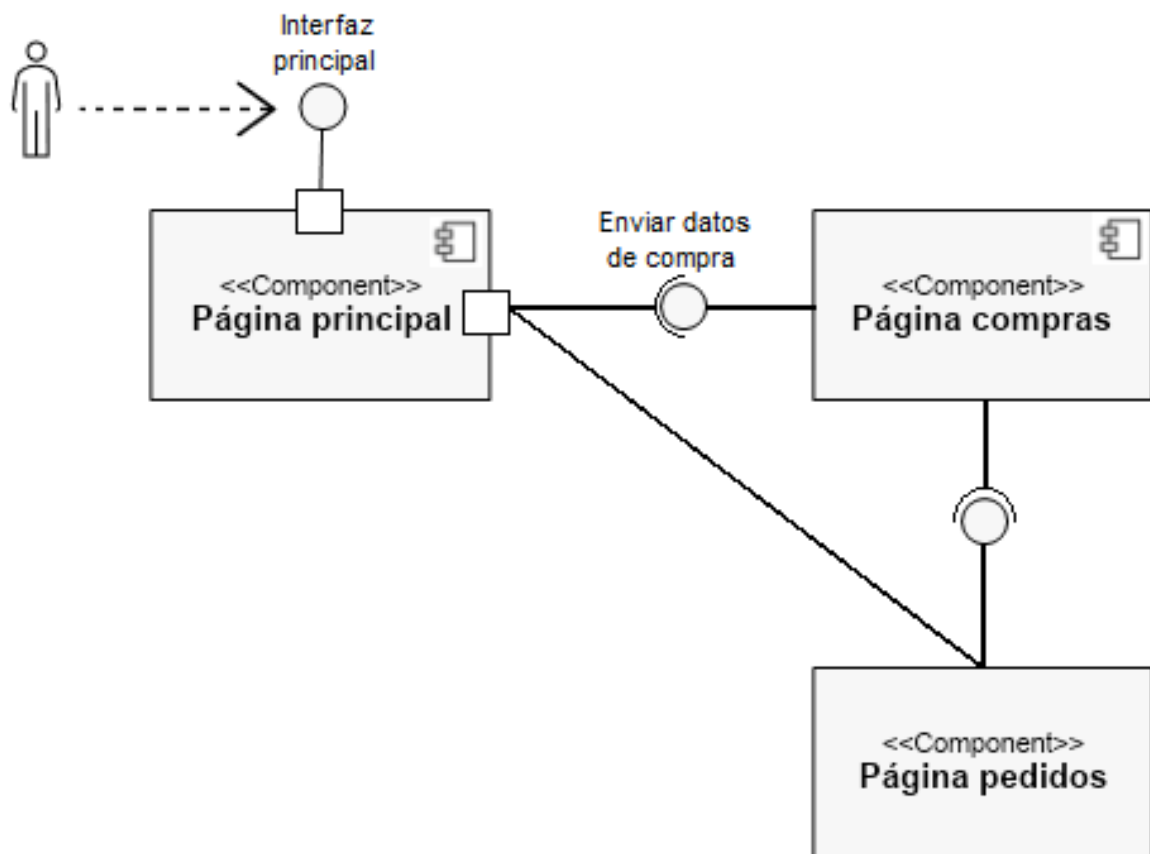 Interfaz
principal
Enviar datos
de compra
<<Component>>
Página principal
<<Component>>
Página compras
<<Component>>
Página pedidos